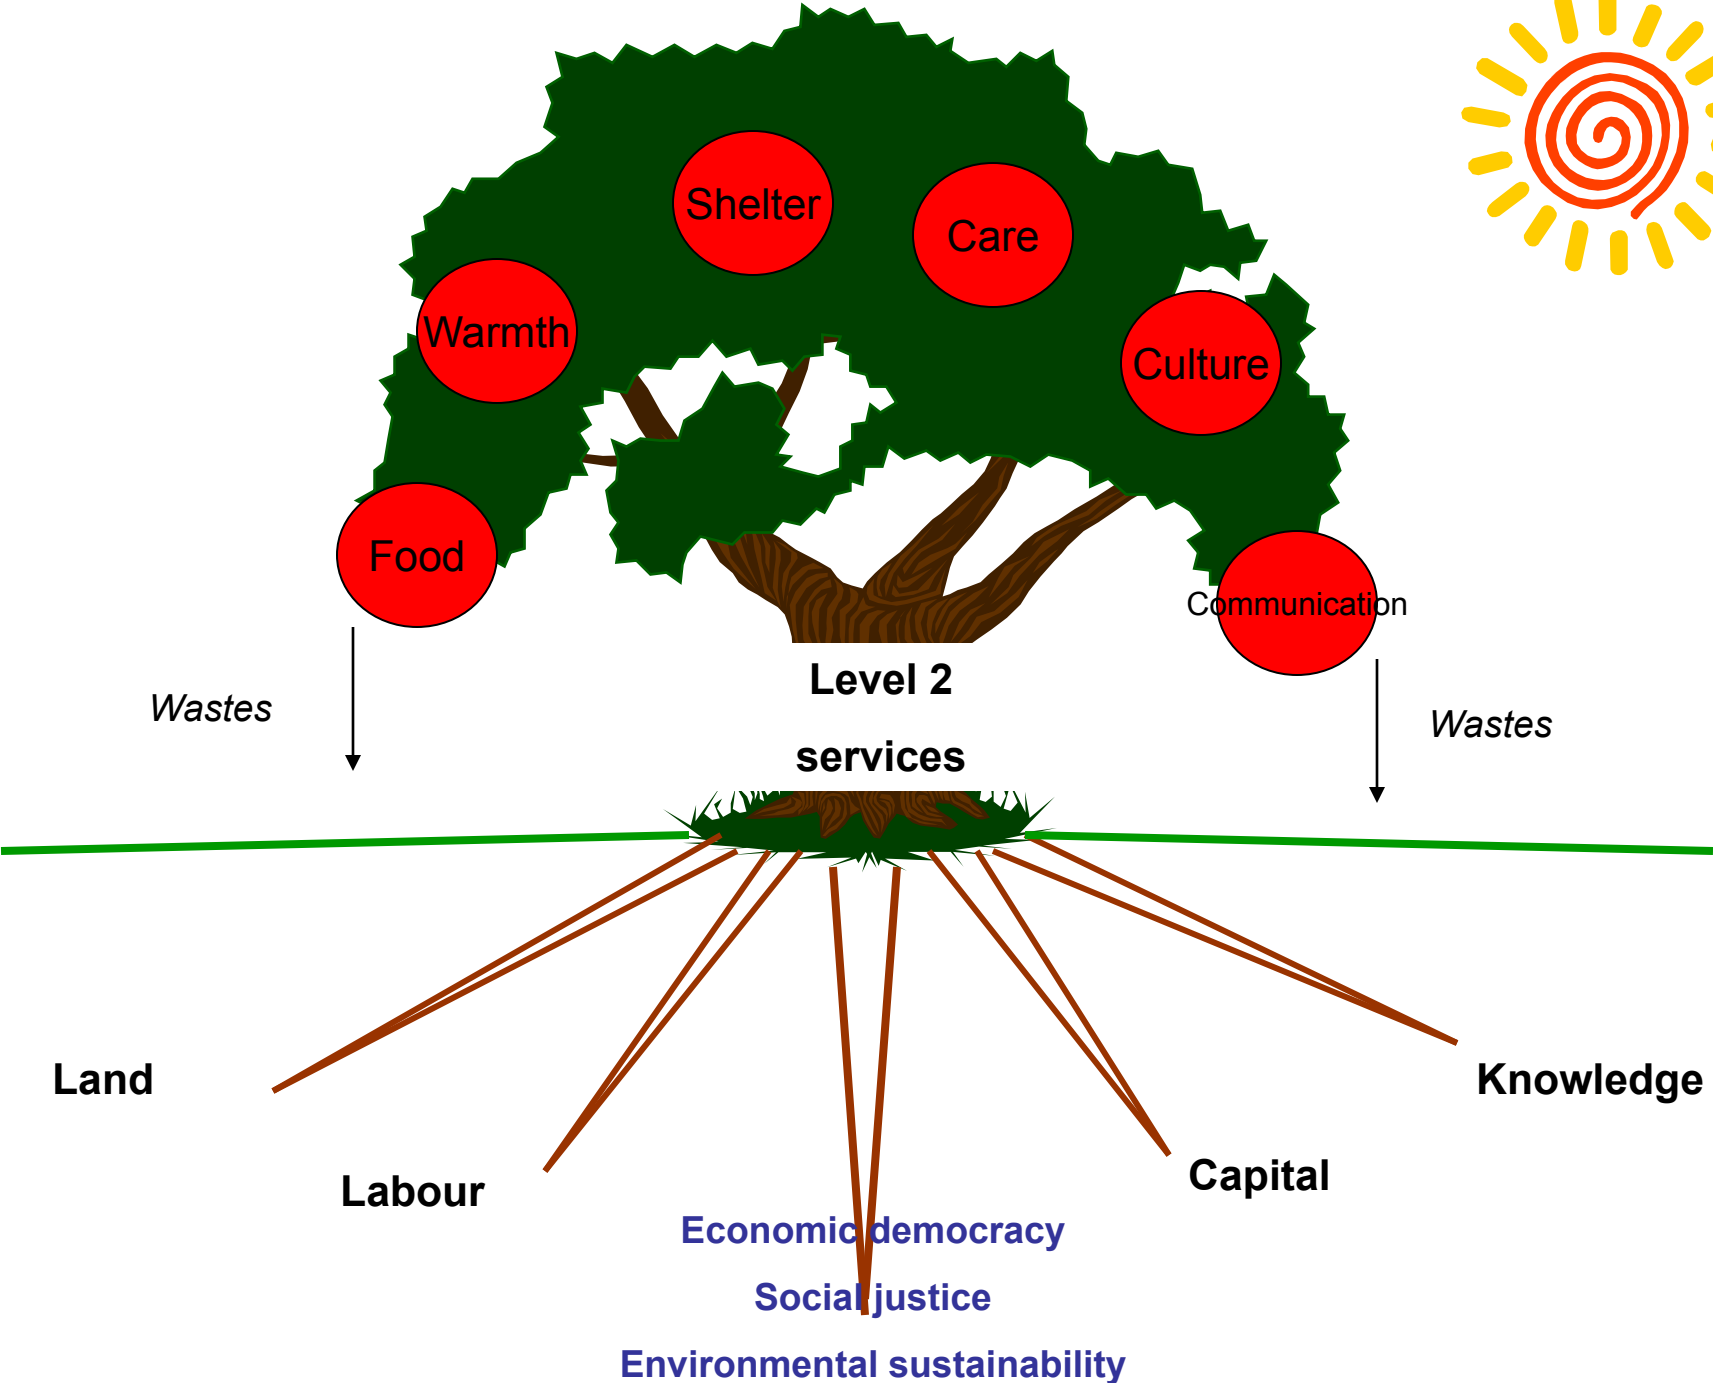 Shelter
Care
Warmth
Culture
Food
Communication
Level 2
services
Wastes
Wastes
Land
Knowledge
Labour
Capital
Economic democracy
Social justice
Environmental sustainability